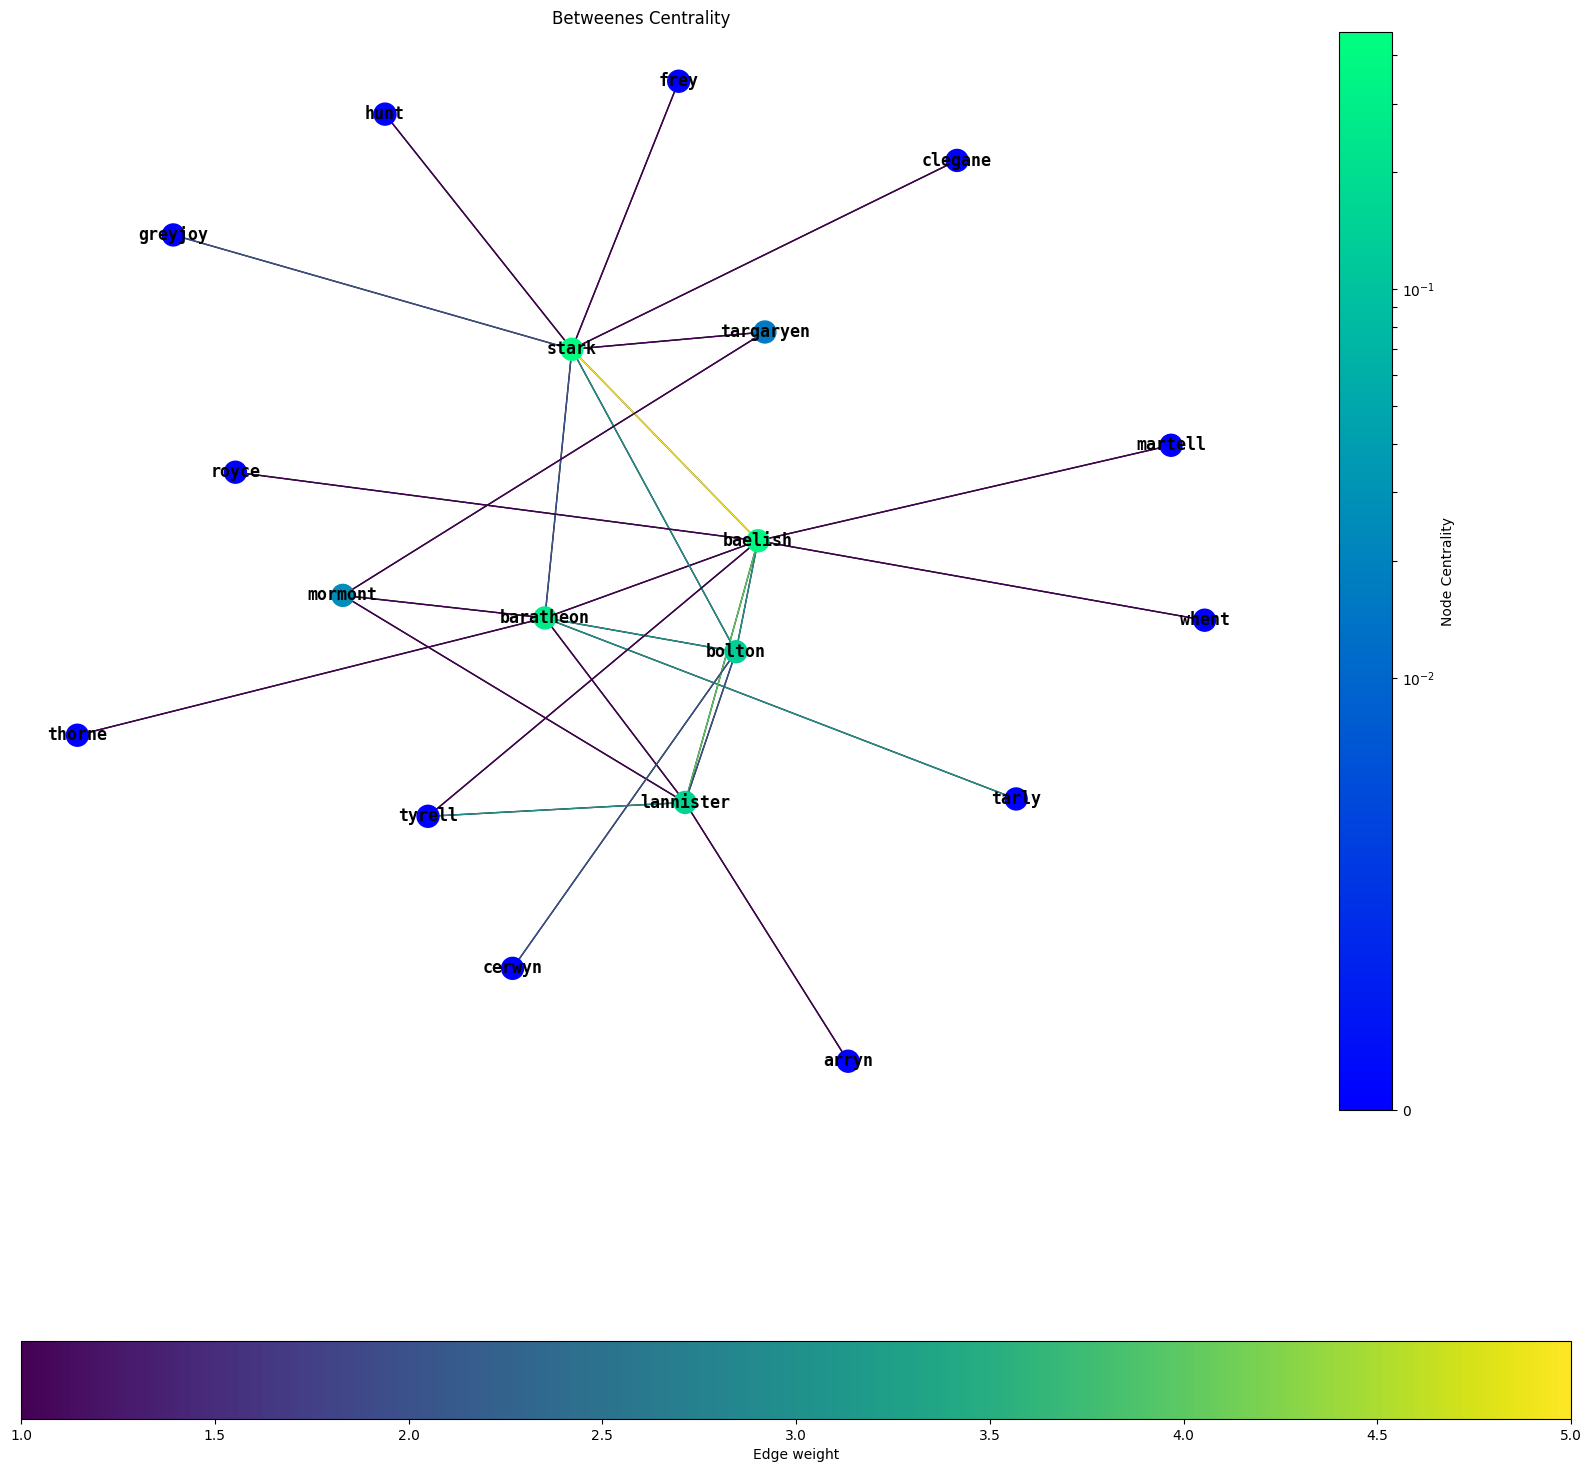 Betweenes Centrality
frey
hunt
clegane
greyjoy
targaryen
stark
martell
royce
baelish
mormont
baratheon
whent
bolton
thorne
lannister
tarly
tyrell
cerwyn
arryn
10⁻¹
10⁻²
0
Node Centrality
1.0 1.5 2.0 2.5 3.0 3.5 4.0 4.5 5.0
Edge weight